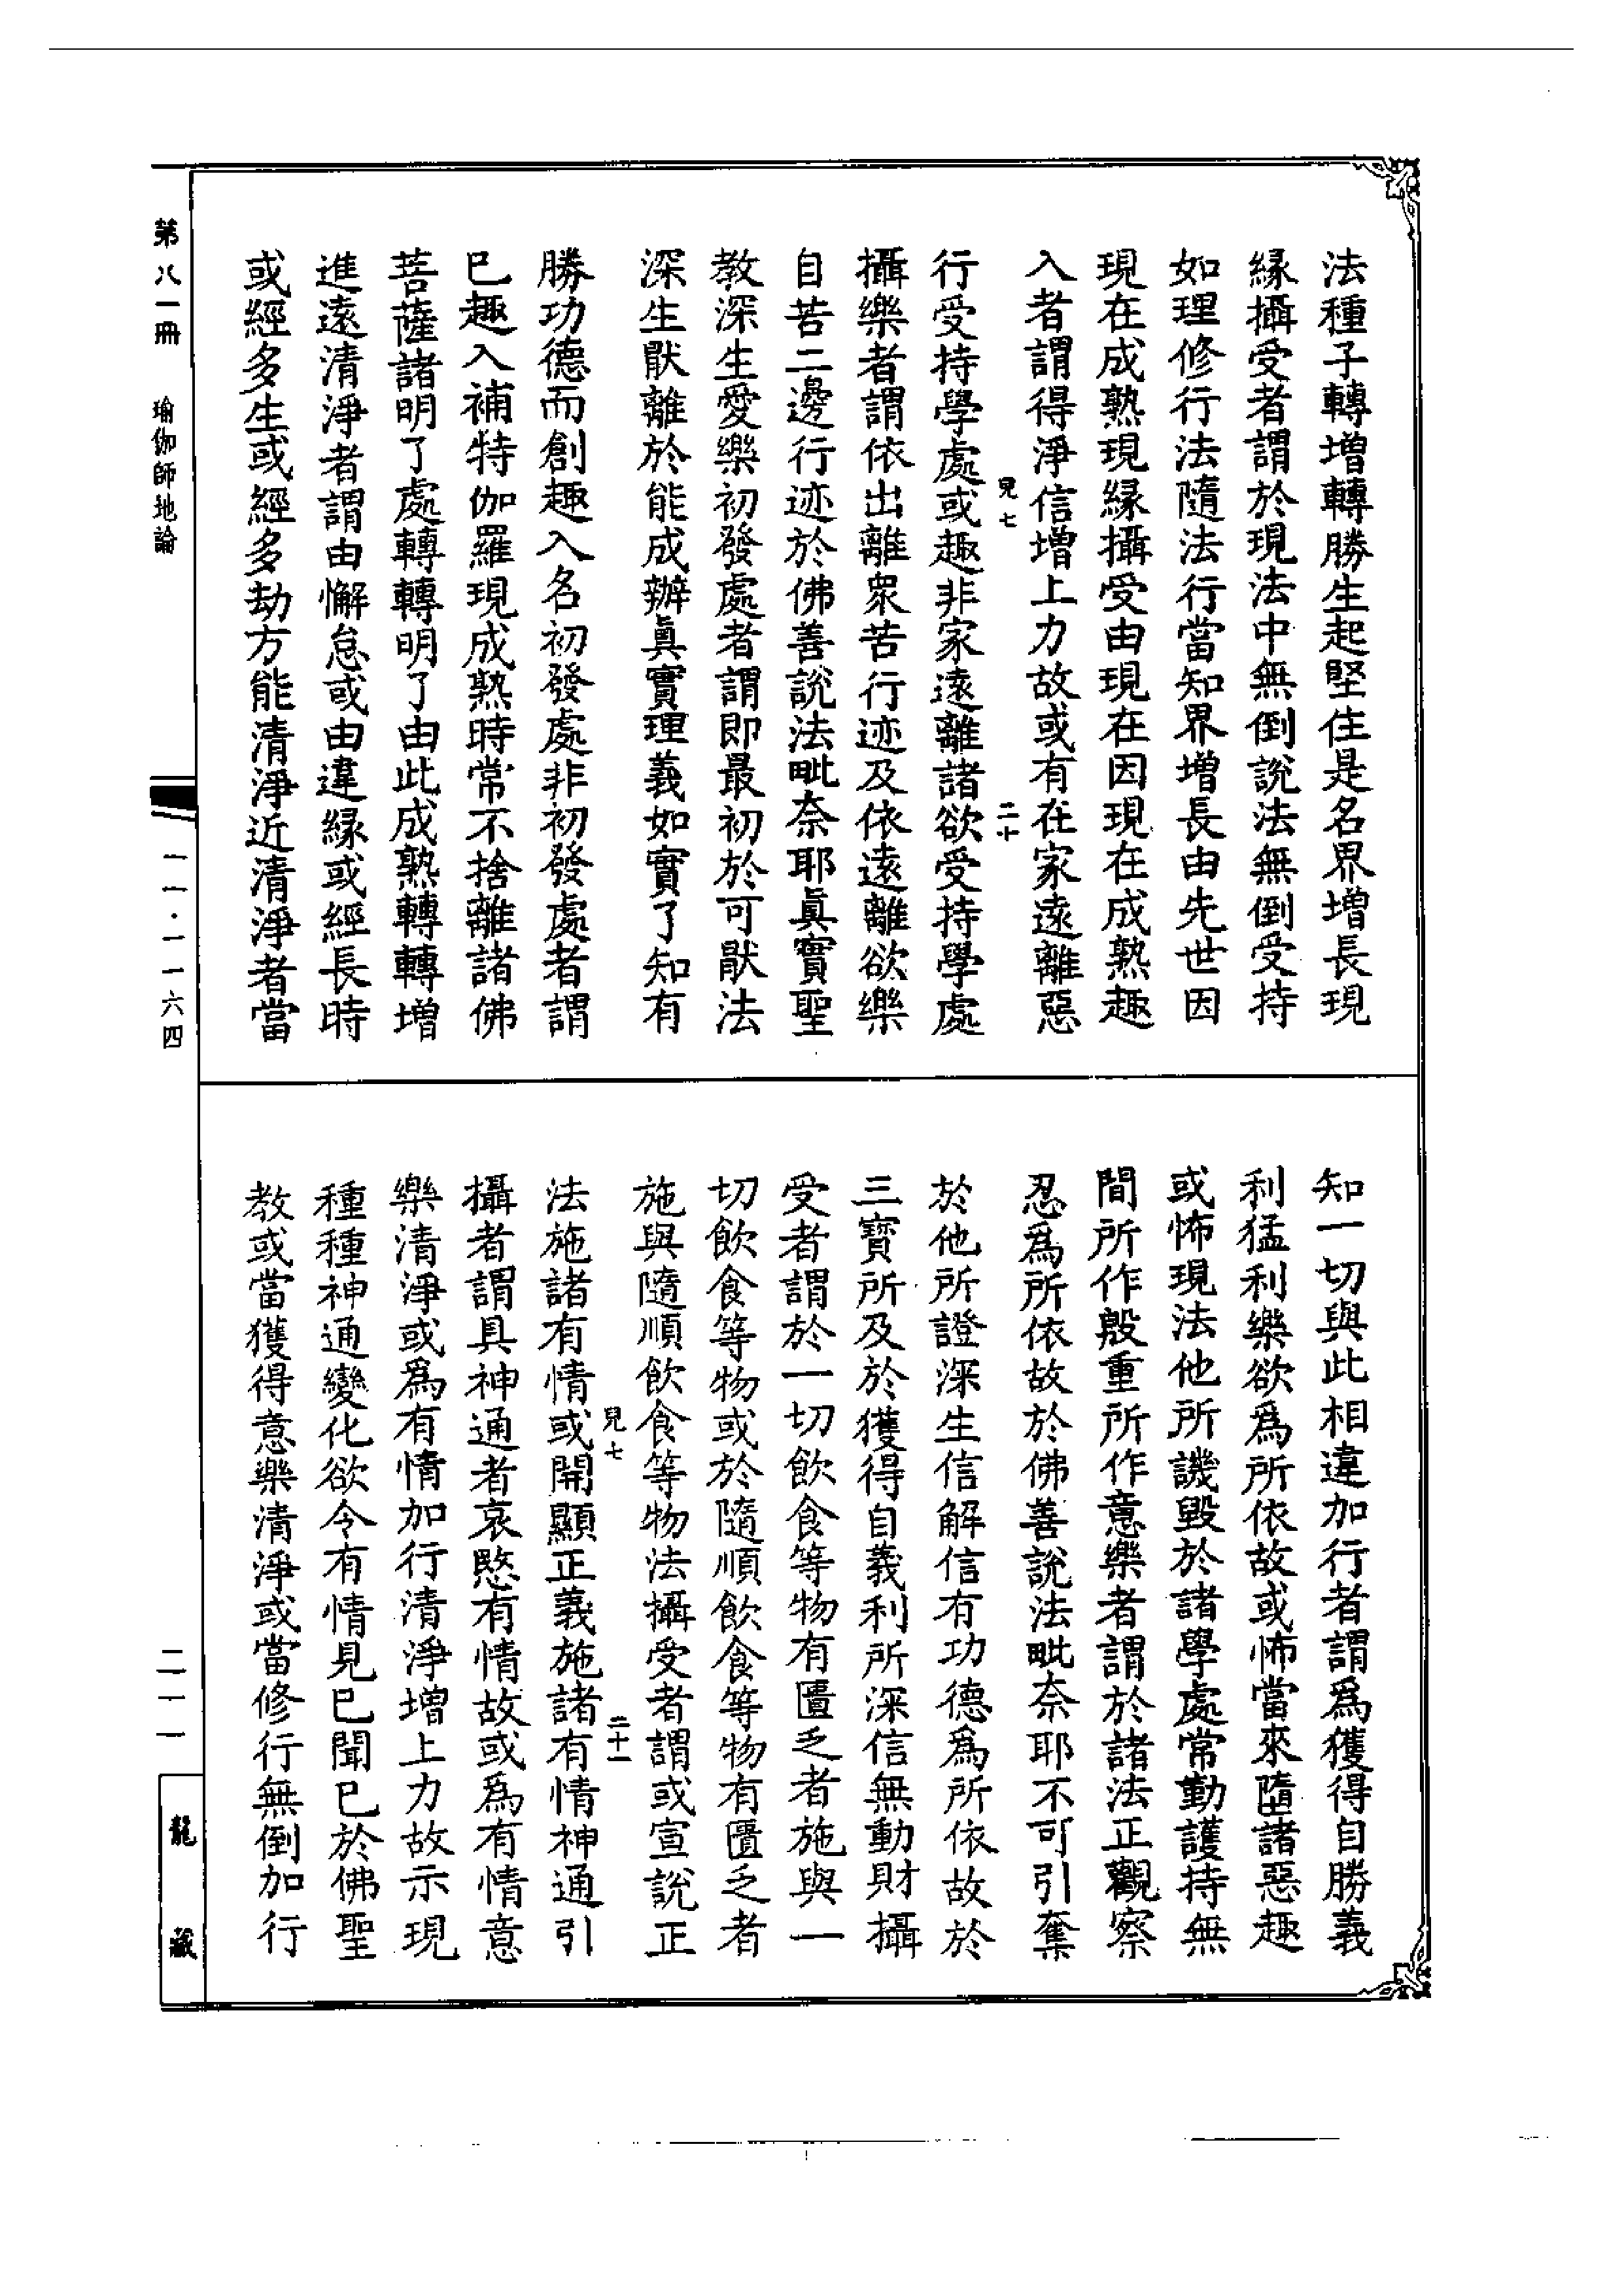 法種子轉增轉勝生起堅住是名界增長現
緣攝受者謂於現法中無倒說法無倒受持
如理修行法隨法行當知界增長由先世因
現在成熟現緣攝受由現在因現在成熟趣
入者謂得淨信增上力故或有在家遠離惡
皃七 二十
行受持學處或趣非家遠離諸欲受持學處
攝樂者謂依出離衆苦行迹及依遠離欲樂
自苦二邊行迹於佛善說法毗奈耶眞實聖
教深生愛樂初發處者謂即最初於可猒法
深生猒離於能成辦眞實理義如實了知有
勝功德而創趣入名初發處非初發處者謂
已趣入補特伽羅現成熟時常不捨離諸佛
菩薩諸明了處轉轉明了由此成熟轉轉增
進遠清淨者謂由懈怠或由違緣或經長時
或經多生或經多劫方能清淨近清淨者當
知一切與此相違加行者謂爲獲得自勝義
利猛利樂欲爲所依故或怖當來墮諸惡趣
或怖現法他所譏毀於諸學處常勤護持無
間所作殷重所作意樂者謂於諸法正觀察
忍爲所依故於佛善說法毗奈耶不可引奪
於他所證深生信解信有功德爲所依故於
三寶所及於獲得自義利所深信無動財攝
受者謂於一切飲食等物有匱乏者施與一
切飲食等物或於隨順飲食等物有匱乏者
施與隨順飲食等物法攝受者謂或宣說正
皃七 二十一
法施諸有情或開顯正義施諸有情神通引
攝者謂具神通者哀愍有情故或爲有情意
樂清淨或爲有情加行清淨增上力故示現
種種神通變化欲令有情見已聞已於佛聖
教或當獲得意樂清淨或當修行無倒加行
第八一冊 瑜伽師地論
一一·一一六四
二一一
龍藏